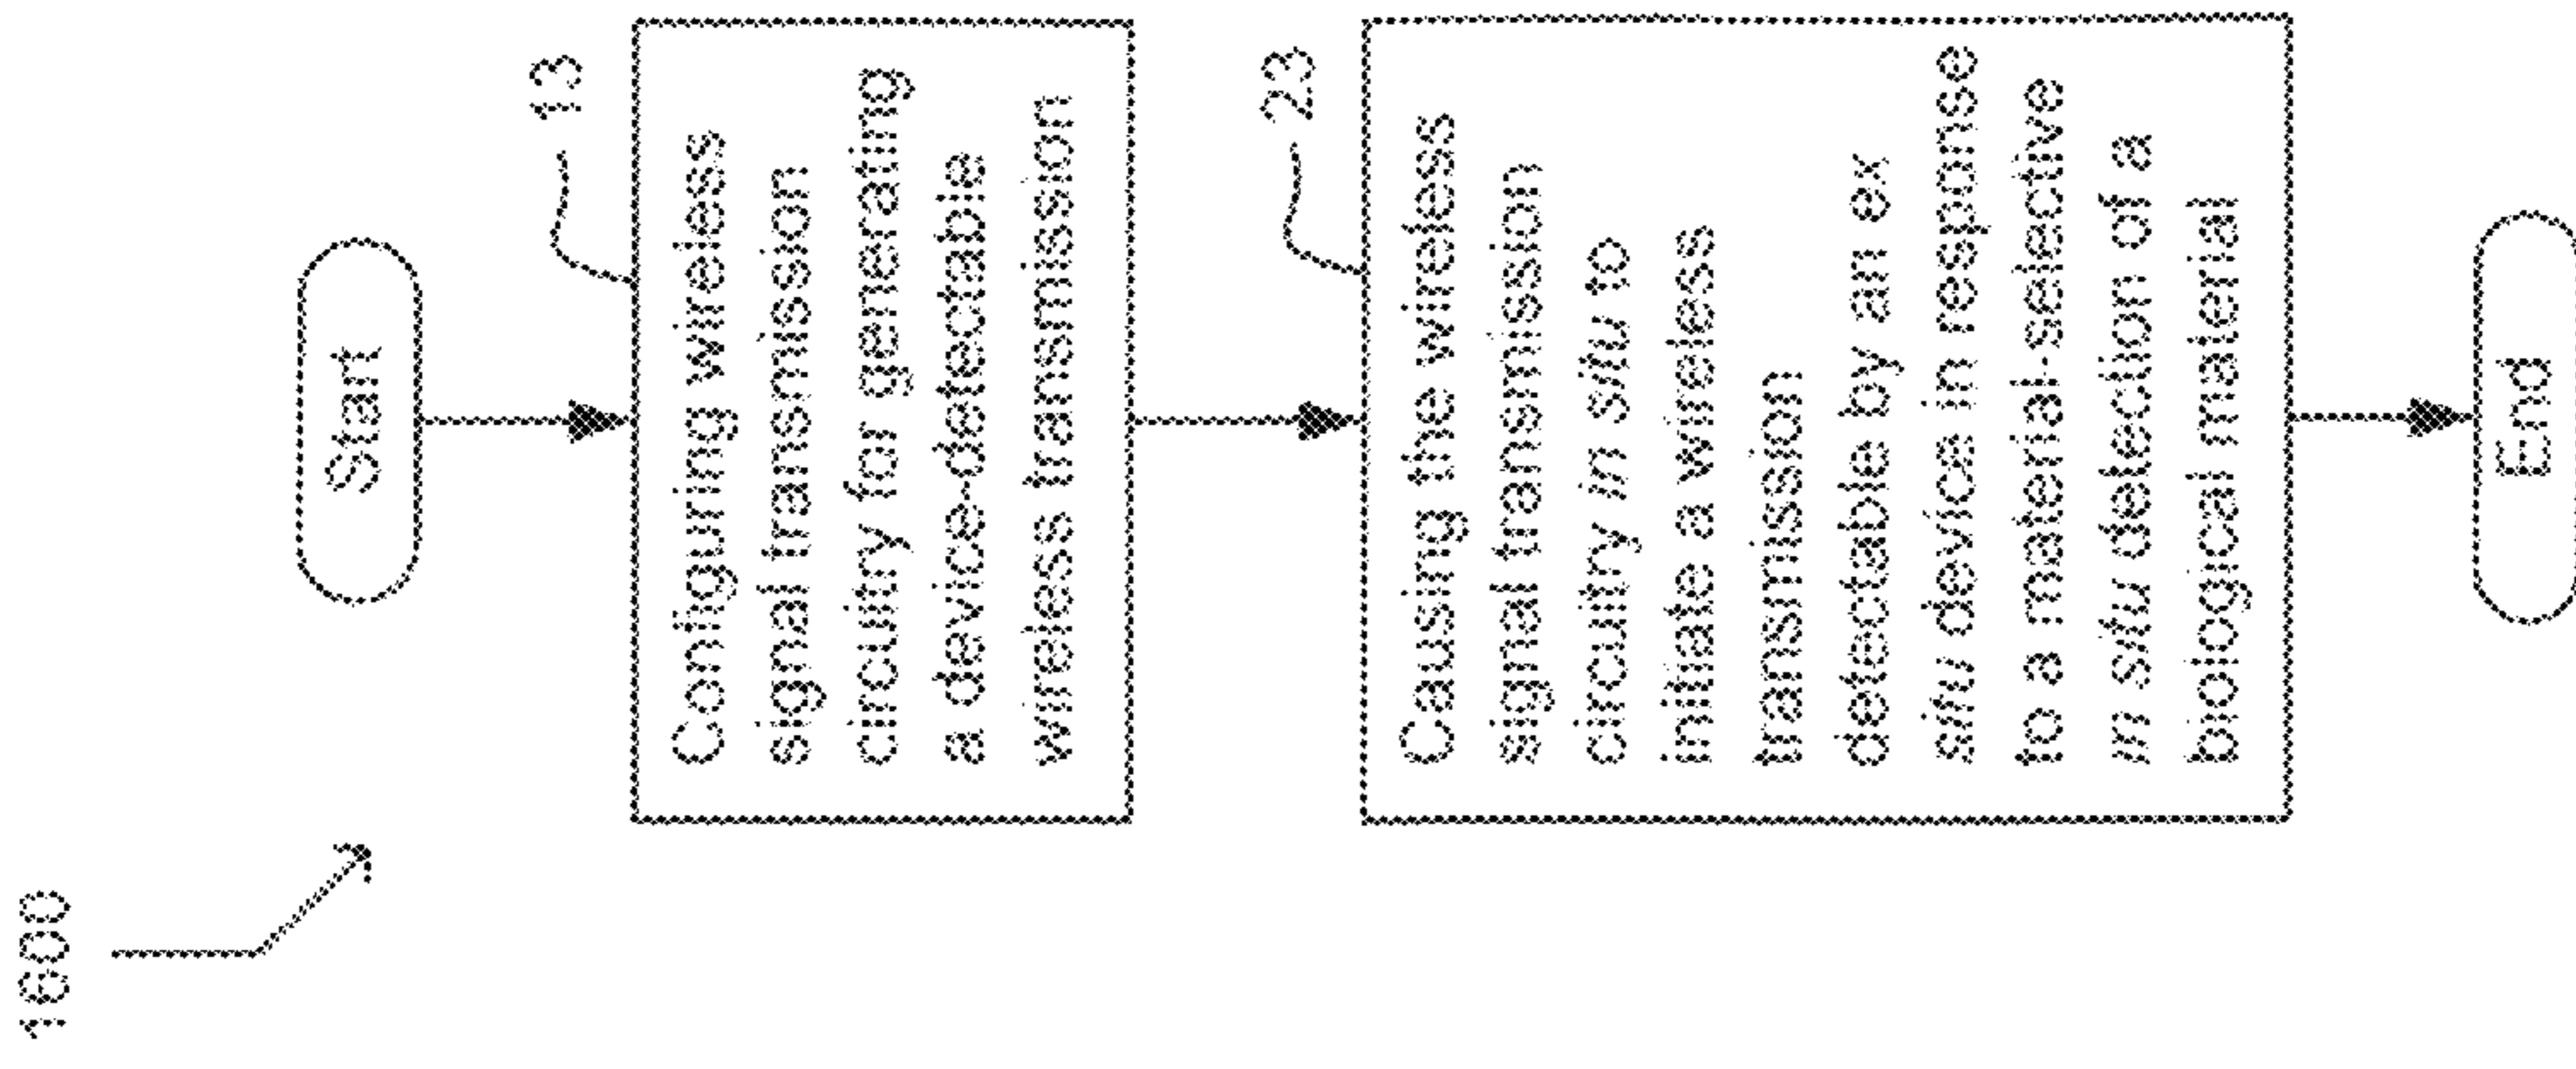 1600
Start
13
Configuring wireless
signal transmission
circuitry for generating
a device-detectable
wireless transmission
23
Causing the wireless
signal transmission
circuitry in situ to
initiate a wireless
transmission
detectable by an ex
situ device in response
to a material-selective
in situ detection of a
biological material
End